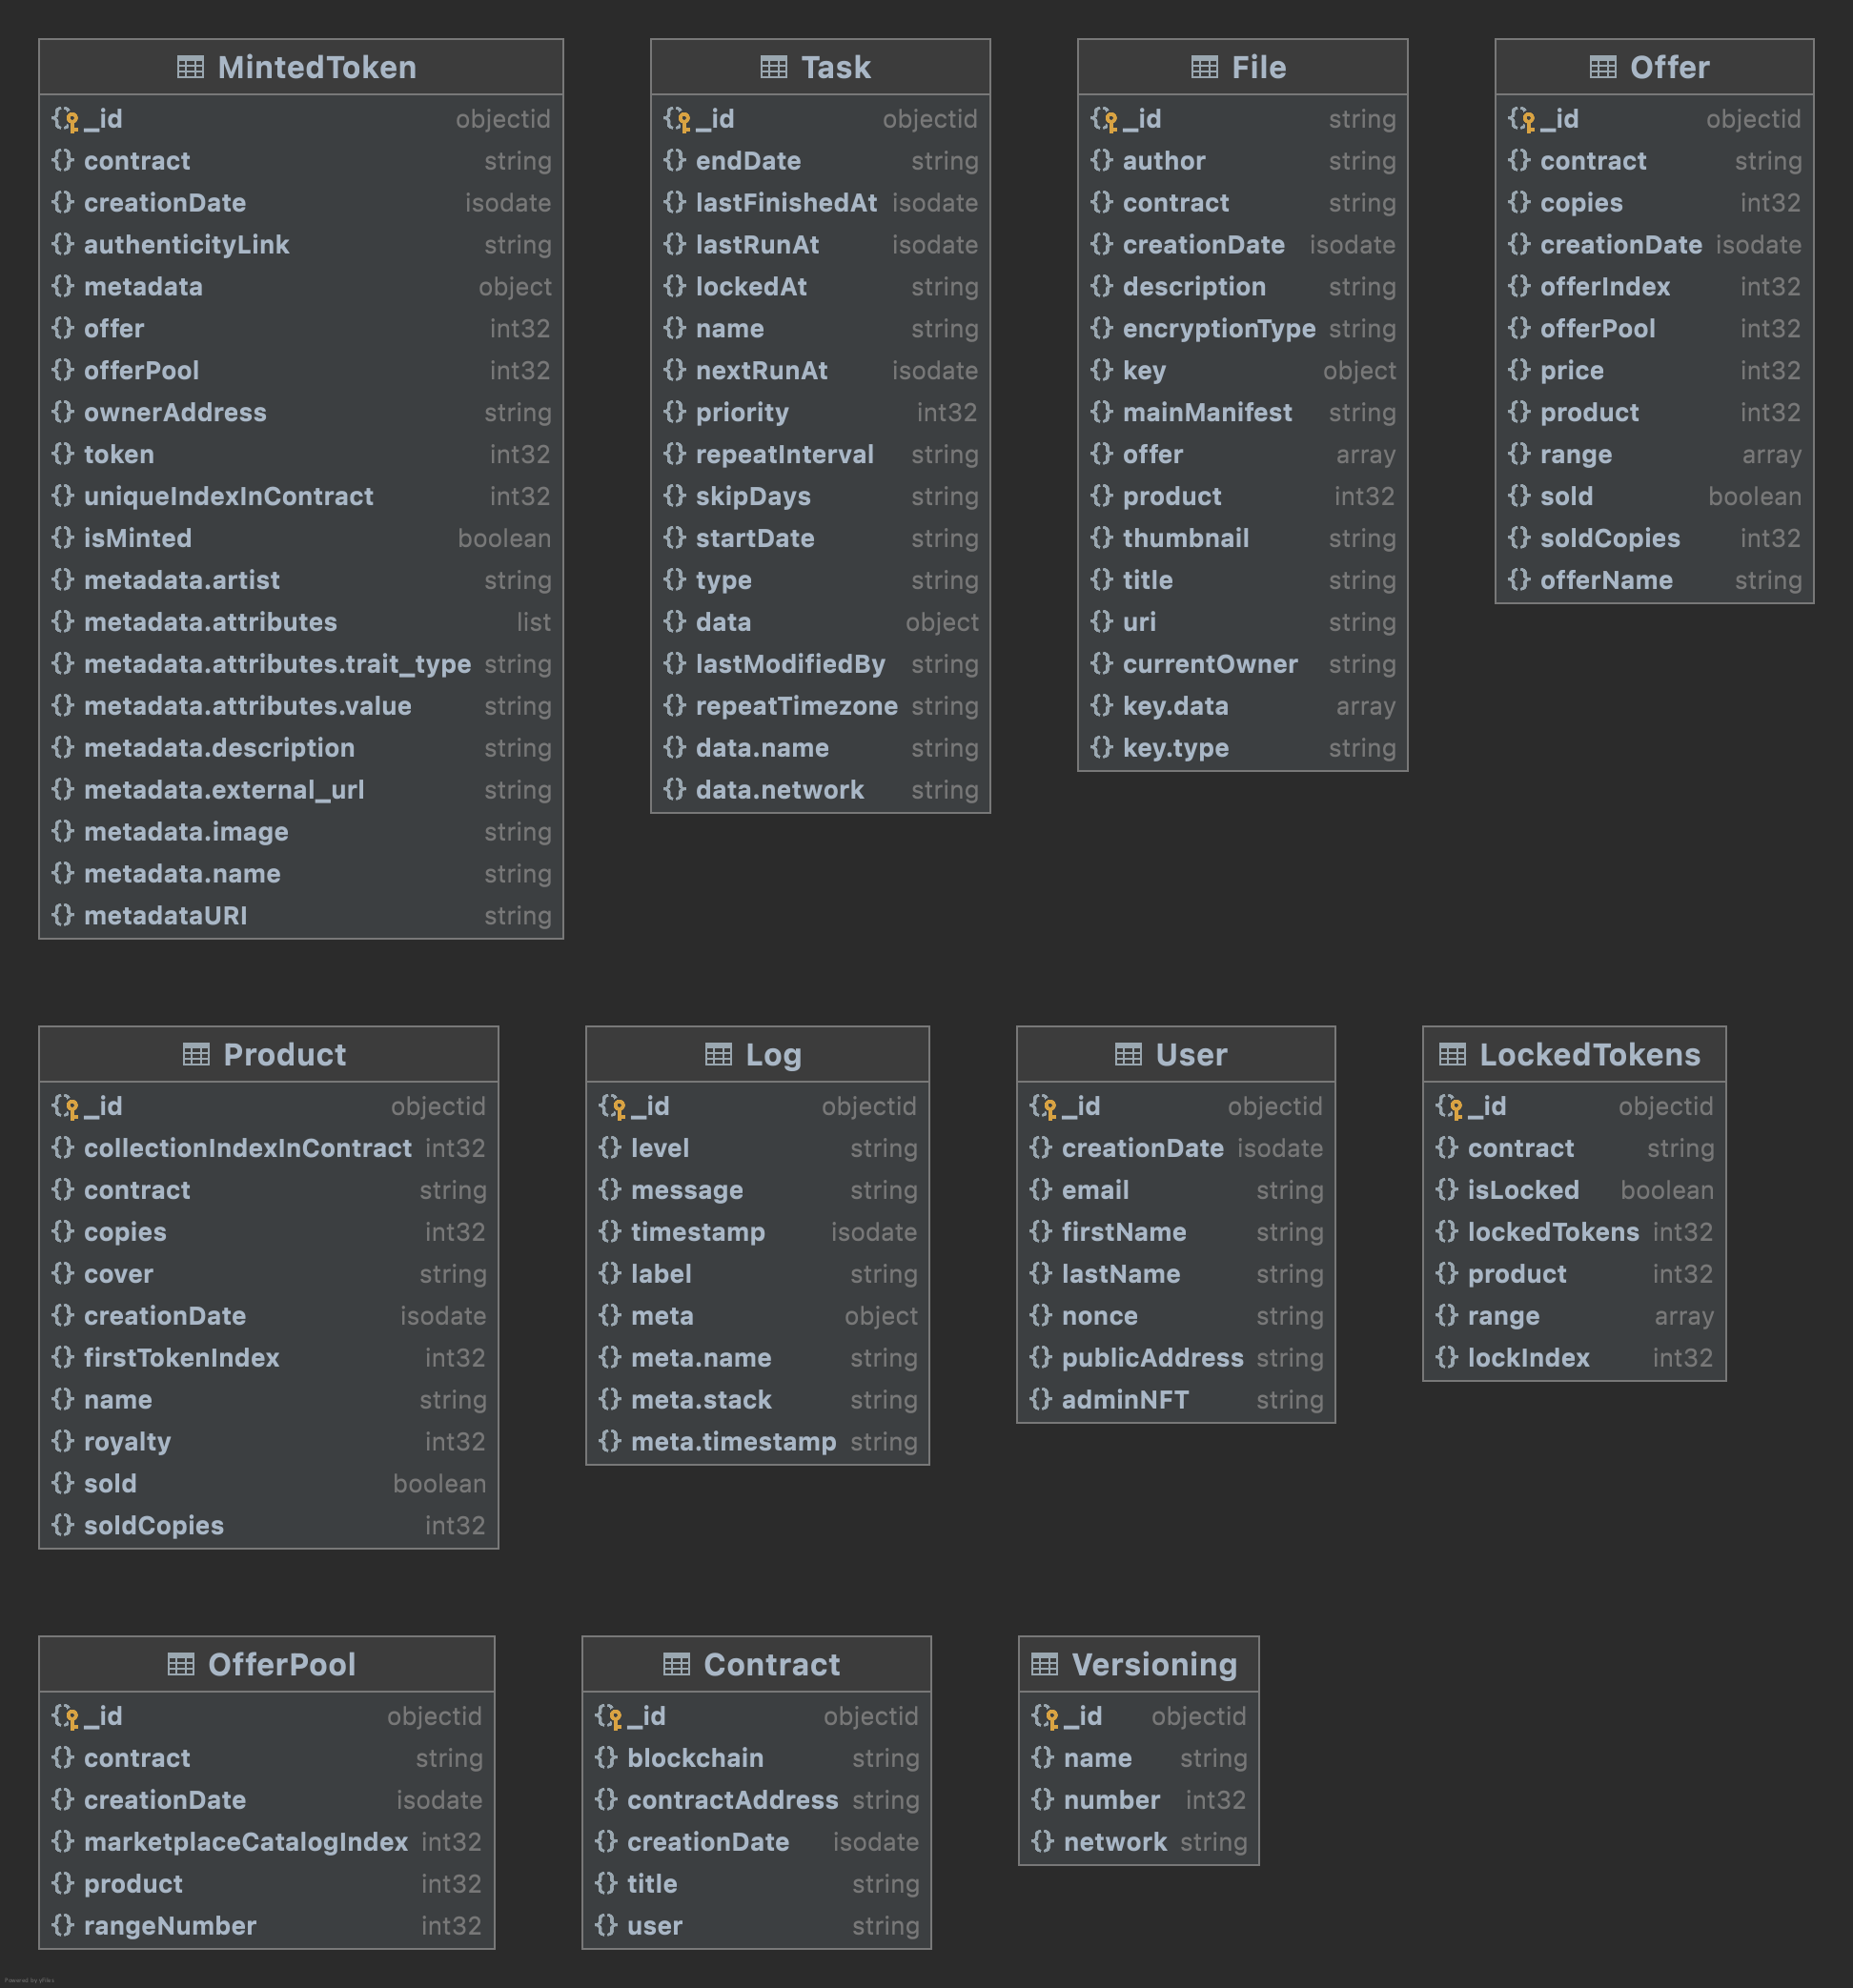 MintedToken
_id objectid
contract string
creationDate isodate
authenticityLink string
metadata object
offer int32
offerPool int32
ownerAddress string
token int32
uniqueIndexInContract int32
isMinted boolean
metadata.artist string
metadata.attributes list
metadata.attributes.trait_type string
metadata.attributes.value string
metadata.description string
metadata.external_url string
metadata.image string
metadata.name string
metadataURI string
Task
_id objectid
endDate string
lastFinishedAt isodate
lastRunAt isodate
lockedAt string
name string
nextRunAt isodate
priority int32
repeatInterval string
skipDays string
startDate string
type string
data object
lastModifiedBy string
repeatTimezone string
data.name string
data.network string
File
_id string
author string
contract string
creationDate isodate
description string
encryptionType string
key object
mainManifest string
offer array
product int32
thumbnail string
title string
uri string
currentOwner string
key.data array
key.type string
Offer
_id objectid
contract string
copies int32
creationDate isodate
offerIndex int32
offerPool int32
price int32
product int32
range array
sold boolean
soldCopies int32
offerName string
Product
_id objectid
collectionIndexInContract int32
contract string
copies int32
cover string
creationDate isodate
firstTokenIndex int32
name string
royalty int32
sold boolean
soldCopies int32
Log
_id objectid
level string
message string
timestamp isodate
label string
meta object
meta.name string
meta.stack string
meta.timestamp string
User
_id objectid
creationDate isodate
email string
firstName string
lastName string
nonce string
publicAddress string
adminNFT string
LockedTokens
_id objectid
contract string
isLocked boolean
lockedTokens int32
product int32
range array
lockIndex int32
OfferPool
_id objectid
contract string
creationDate isodate
marketplaceCatalogIndex int32
product int32
rangeNumber int32
Contract
_id objectid
blockchain string
contractAddress string
creationDate isodate
title string
user string
Versioning
_id objectid
name string
number int32
network string
Powered by yFiles